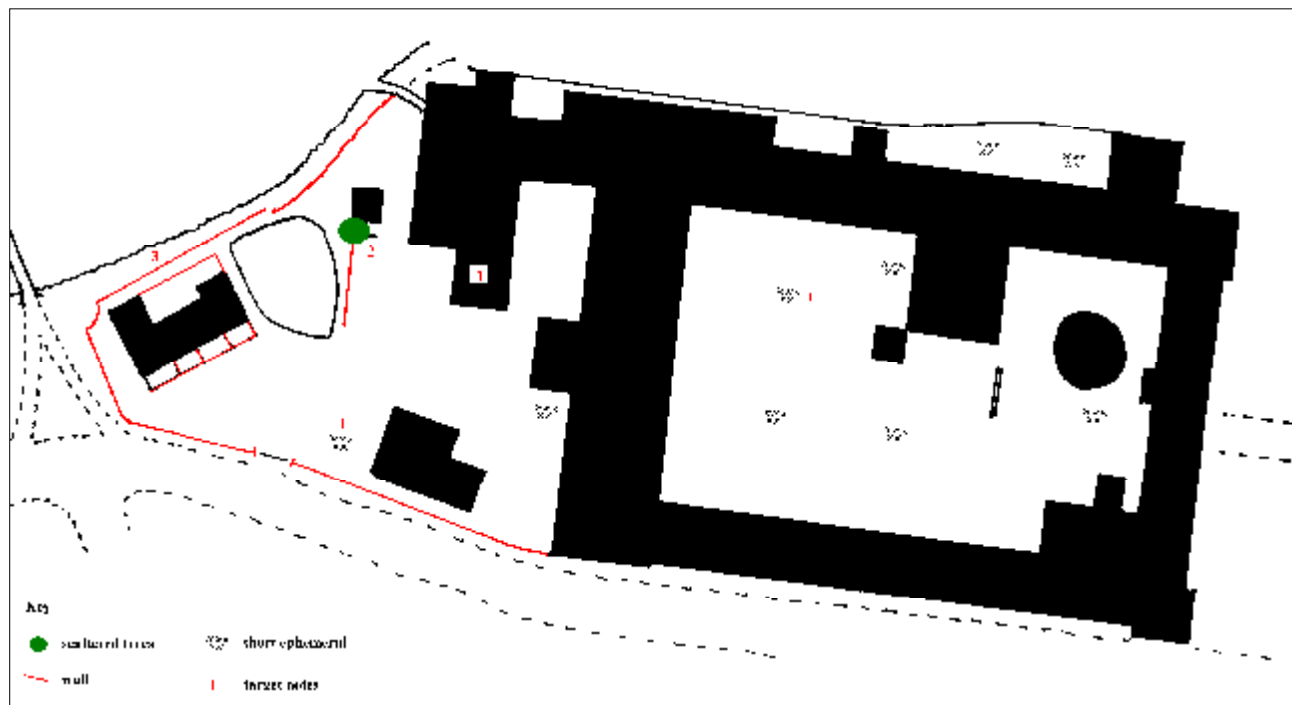 1
2
3
1
1
Key
scattered trees
short ephemeral
wall
target notes